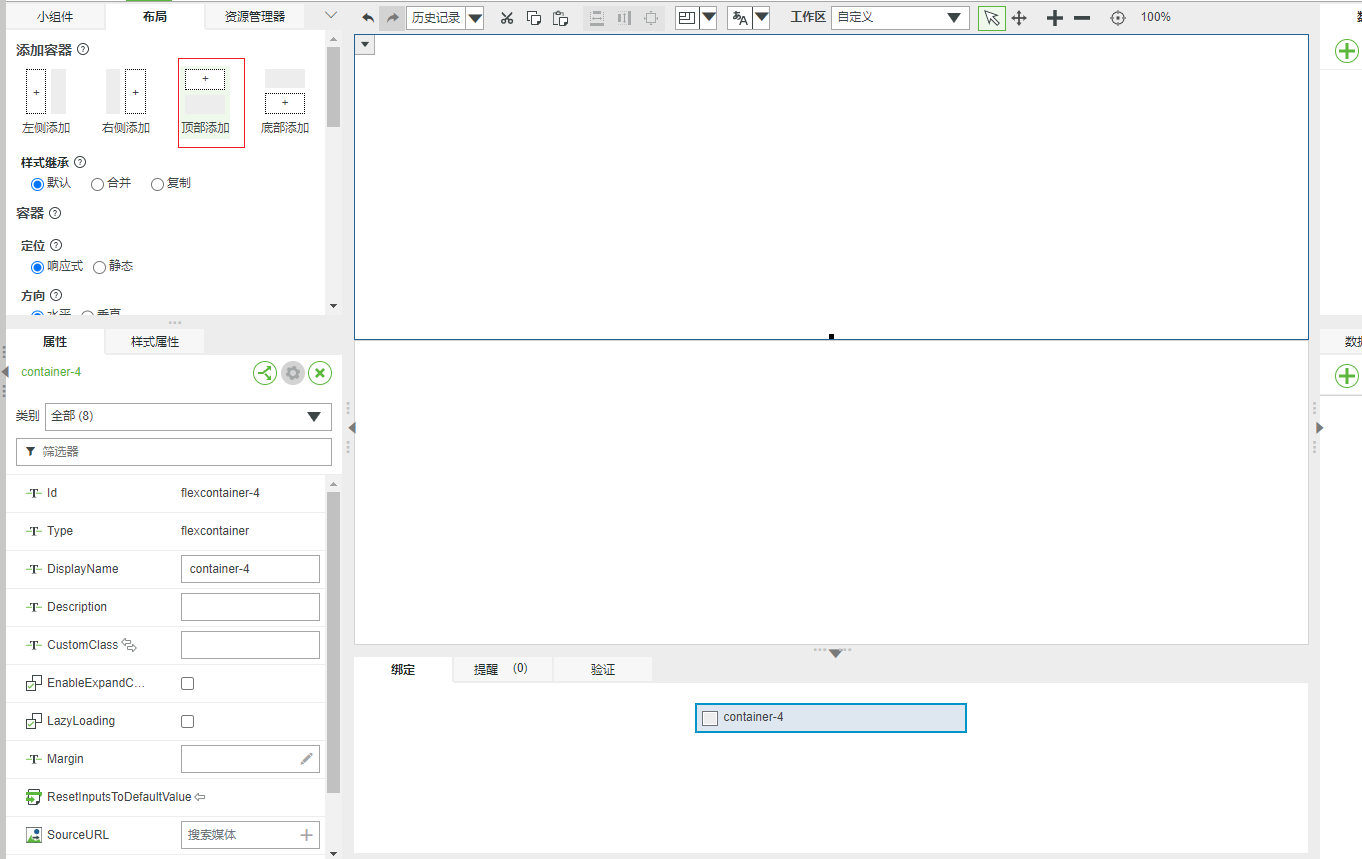 小组件 布局 资源管理器 历史记录 工作区 自定义 100%
添加容器
左侧添加 右侧添加 顶部添加 底部添加
样式继承
默认 合并 复制
容器
定位
响应式 静态
方向
水平 垂直
属性 样式属性
container-4
类别 全部 (8)
筛选器
Id flexcontainer-4
Type flexcontainer
DisplayName container-4
Description
CustomClass
EnableExpandC...
LazyLoading
Margin
ResetInputsToDefaultValue
SourceURL 搜索媒体
绑定 提醒 (0) 验证
container-4